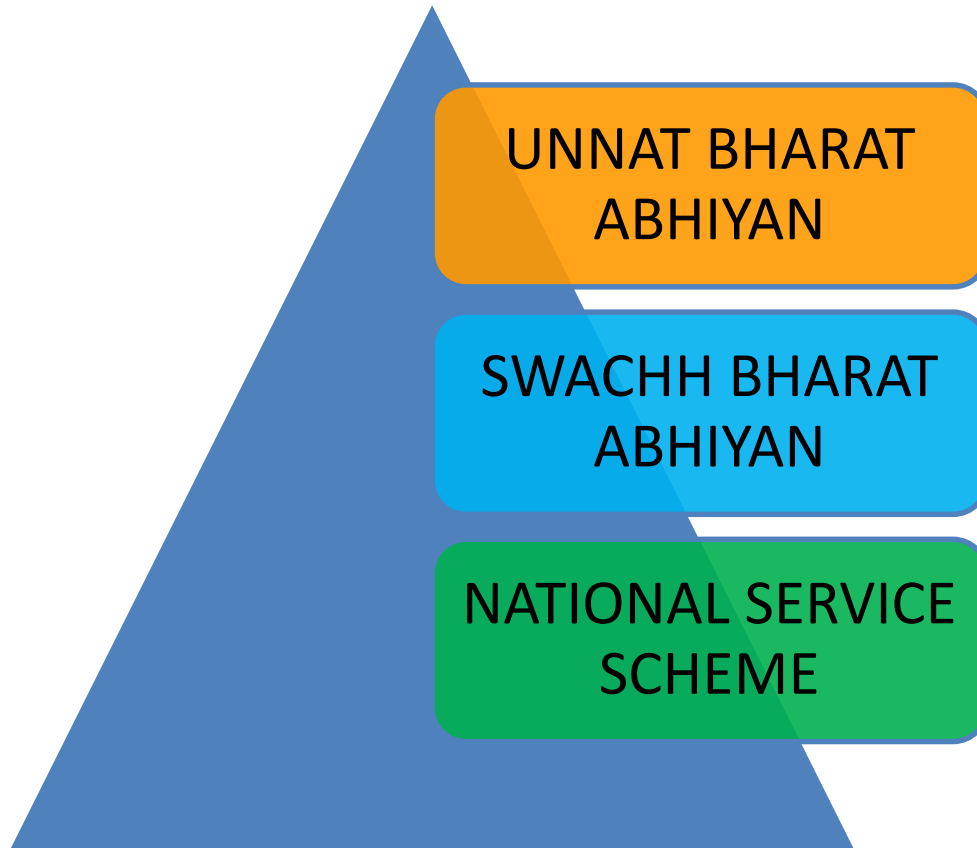 UNNAT BHARAT
ABHIYAN
SWACHH BHARAT
ABHIYAN
NATIONAL SERVICE
SCHEME